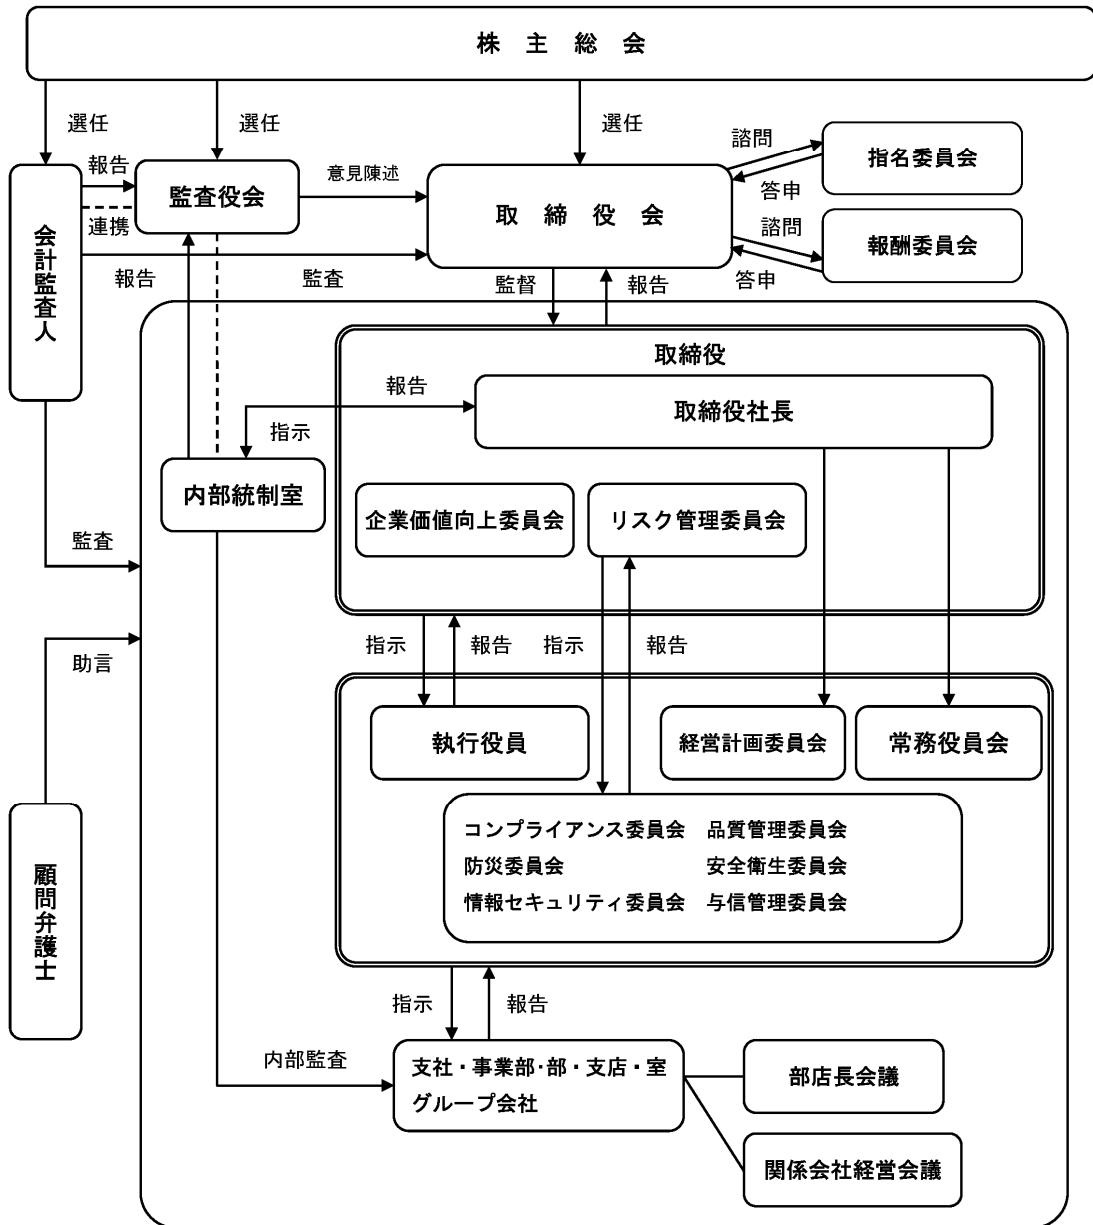 株 主 総 会
選任
選任
選任
報告
連携
監査役会
意見陳述
取 締 役 会
諮問
答申
指名委員会
諮問
答申
報酬委員会
会計監査人
報告
監査
監督
報告
取締役
報告
取締役社長
指示
内部統制室
企業価値向上委員会
リスク管理委員会
監査
指示
報告
指示
報告
助言
執行役員
経営計画委員会
常務役員会
コンプライアンス委員会 品質管理委員会
防災委員会 安全衛生委員会
情報セキュリティ委員会 与信管理委員会
顧問弁護士
指示
報告
内部監査
支社・事業部・部・支店・室
グループ会社
部店長会議
関係会社経営会議